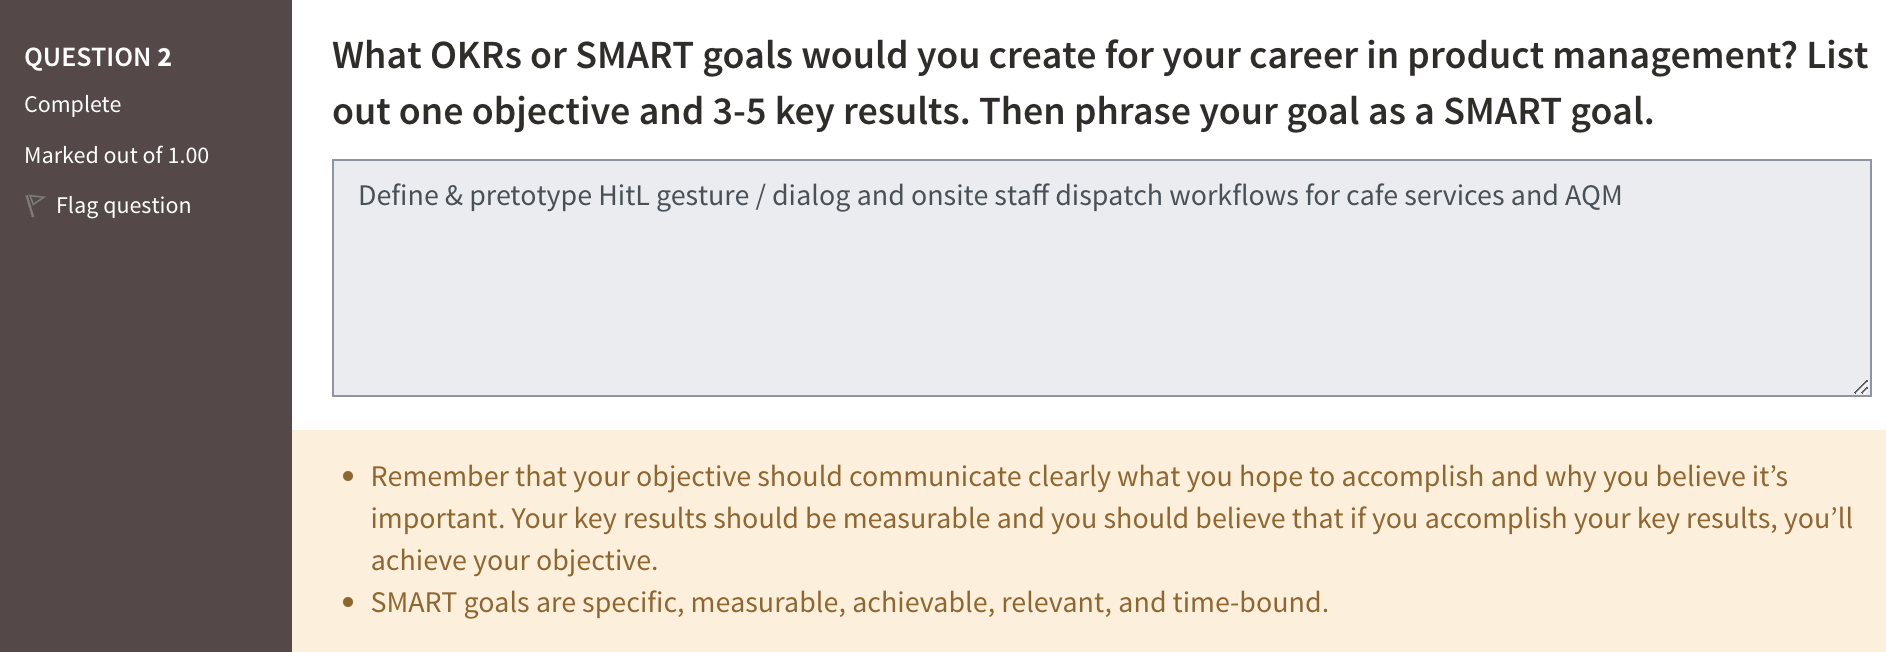 QUESTION 2
Complete
Marked out of 1.00
Flag question
What OKRs or SMART goals would you create for your career in product management? List
out one objective and 3-5 key results. Then phrase your goal as a SMART goal.
Define & pretotype HitL gesture / dialog and onsite staff dispatch workflows for cafe services and AQM
• Remember that your objective should communicate clearly what you hope to accomplish and why you believe it’s
important. Your key results should be measurable and you should believe that if you accomplish your key results, you’ll
achieve your objective.
• SMART goals are specific, measurable, achievable, relevant, and time-bound.